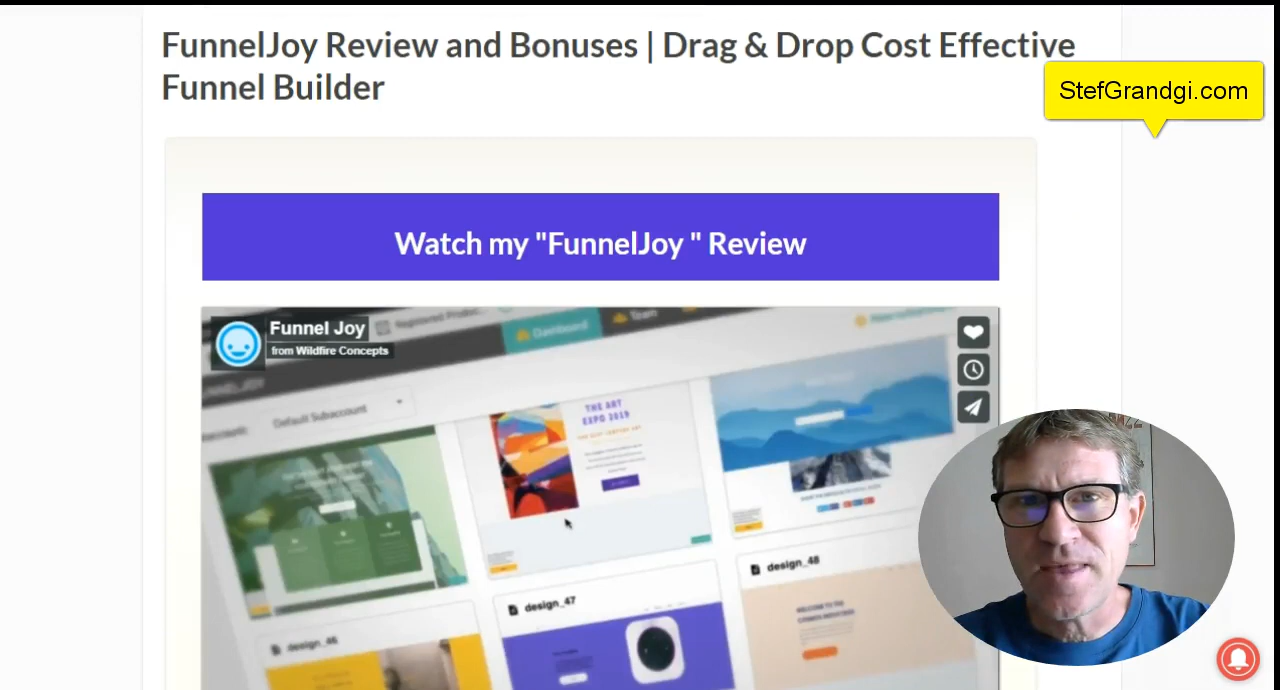 FunnelJoy Review and Bonuses | Drag & Drop Cost Effective
Funnel Builder
StefGrandgi.com
Watch my "FunnelJoy " Review
Funnel Joy
from Wildfire Concepts
Dashboard
Team
Default Subaccount
THE ART
EXPO 2019
design_48
design_47
design_46